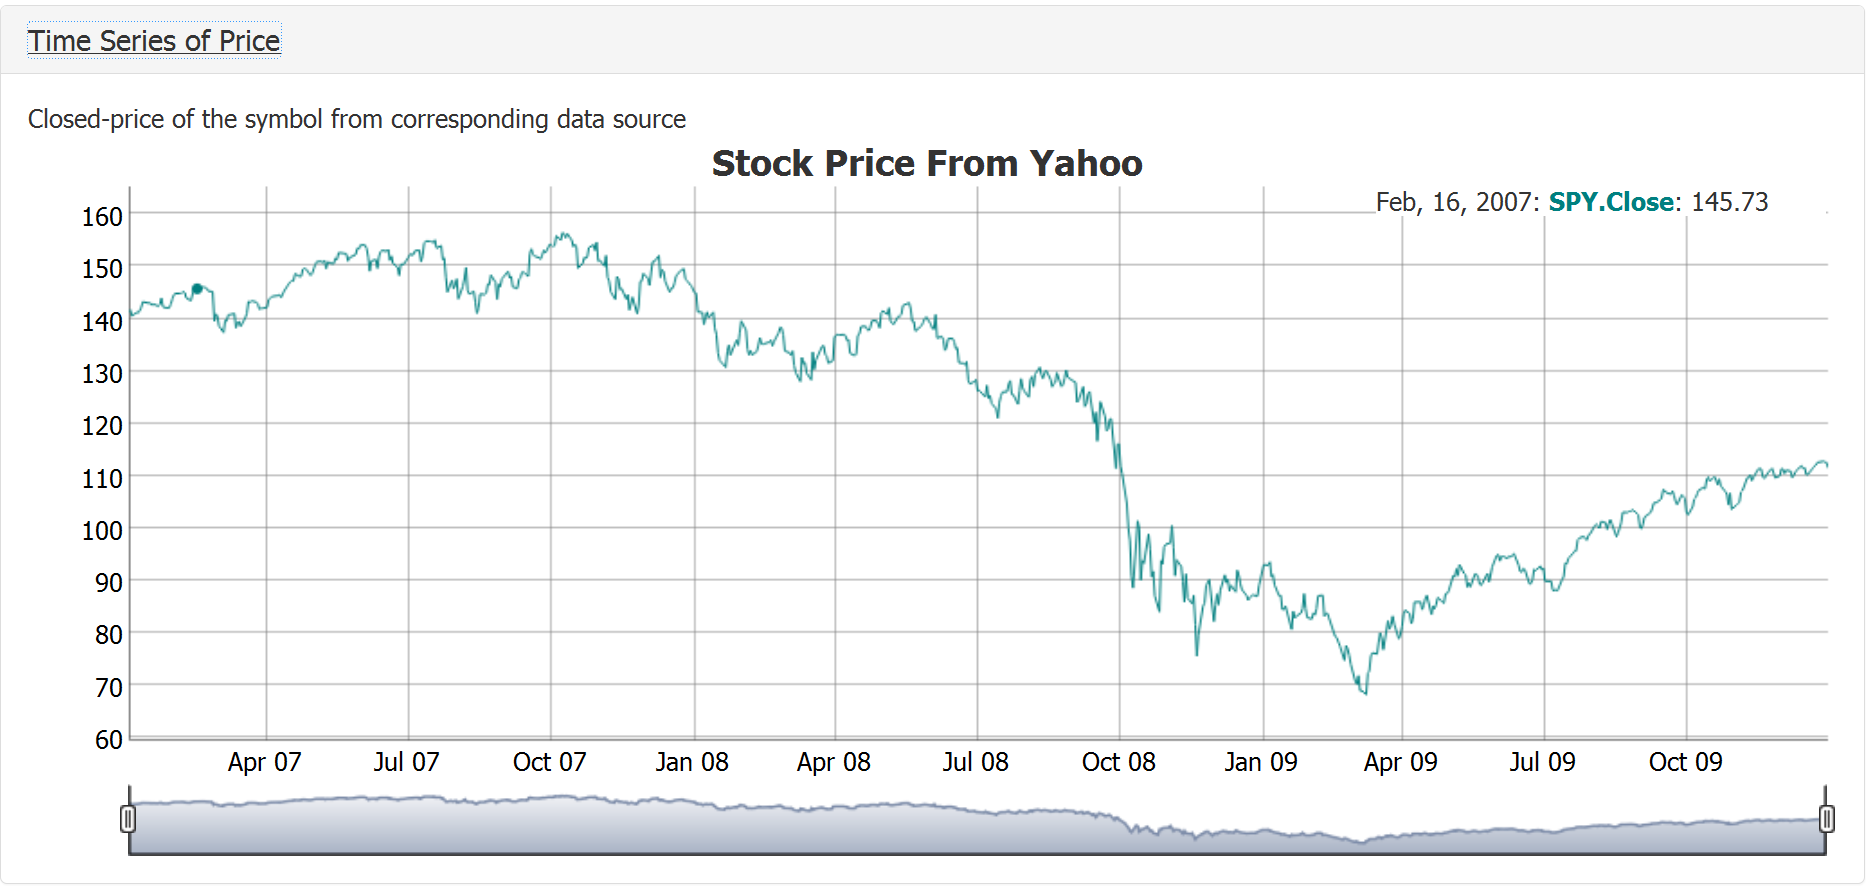 Time Series of Price
Closed-price of the symbol from corresponding data source
Stock Price From Yahoo
Feb, 16, 2007: SPY.Close: 145.73
160
150
140
130
120
110
100
90
80
70
60
Apr 07 Jul 07 Oct 07 Jan 08 Apr 08 Jul 08 Oct 08 Jan 09 Apr 09 Jul 09 Oct 09